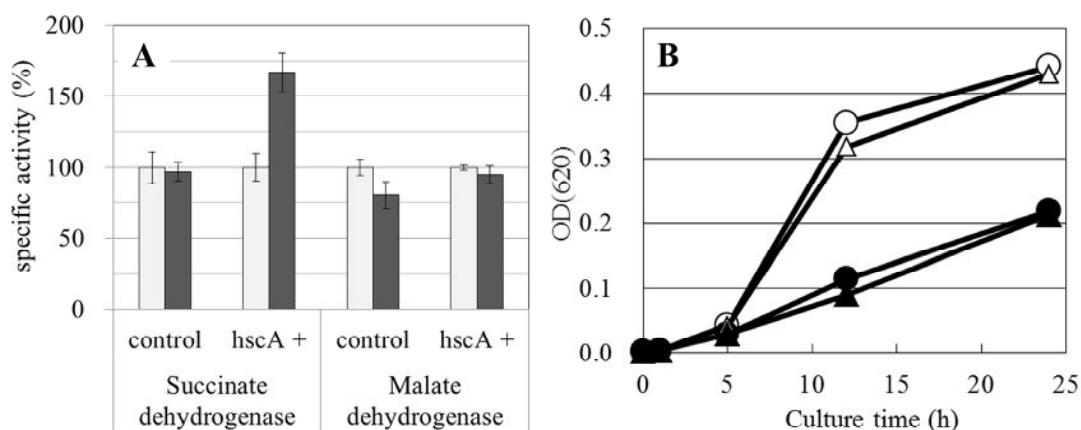 A
specific activity (%)
200
150
100
50
0
control
hscA +
control
hscA +
Succinate
dehydrogenase
Malate
dehydrogenase
B
OD(620)
0.5
0.4
0.3
0.2
0.1
0.0
0
5
10
15
20
25
Culture time (h)